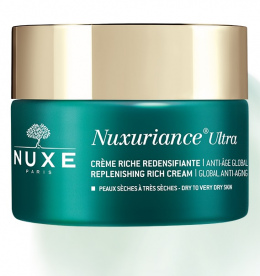 NUXE
PARIS
Nuxuriance® Ultra
CRÈME RICHE REDENSIFIANTE | ANTI-ÂGE GLOBAL
REPLENISHING RICH CREAM | GLOBAL ANTI-AGING
PEAUX SÈCHES À TRÈS SÈCHES - DRY TO VERY DRY SKIN